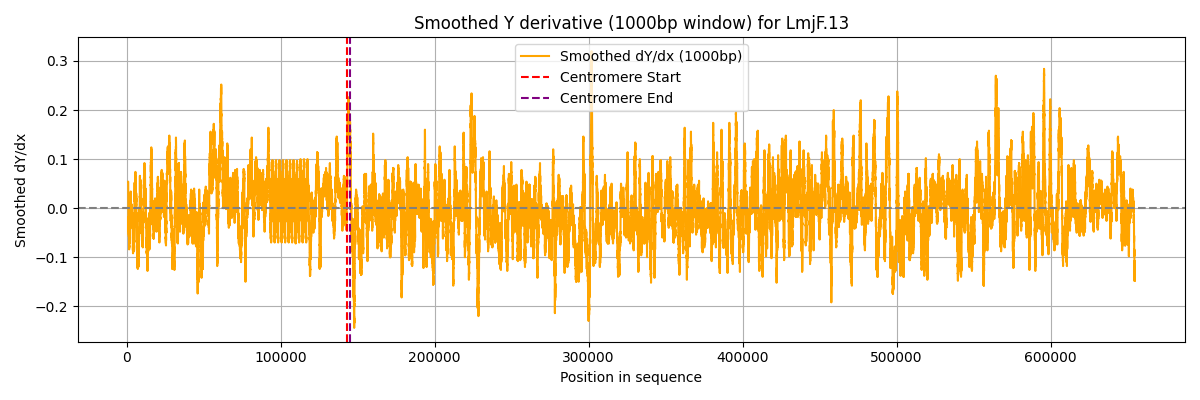 Smoothed Y derivative (1000bp window) for LmjF.13
Smoothed dY/dx (1000bp)
Centromere Start
Centromere End
Smoothed dY/dx
0.3
0.2
0.1
0.0
−0.1
−0.2
0
100000
200000
300000
400000
500000
600000
Position in sequence